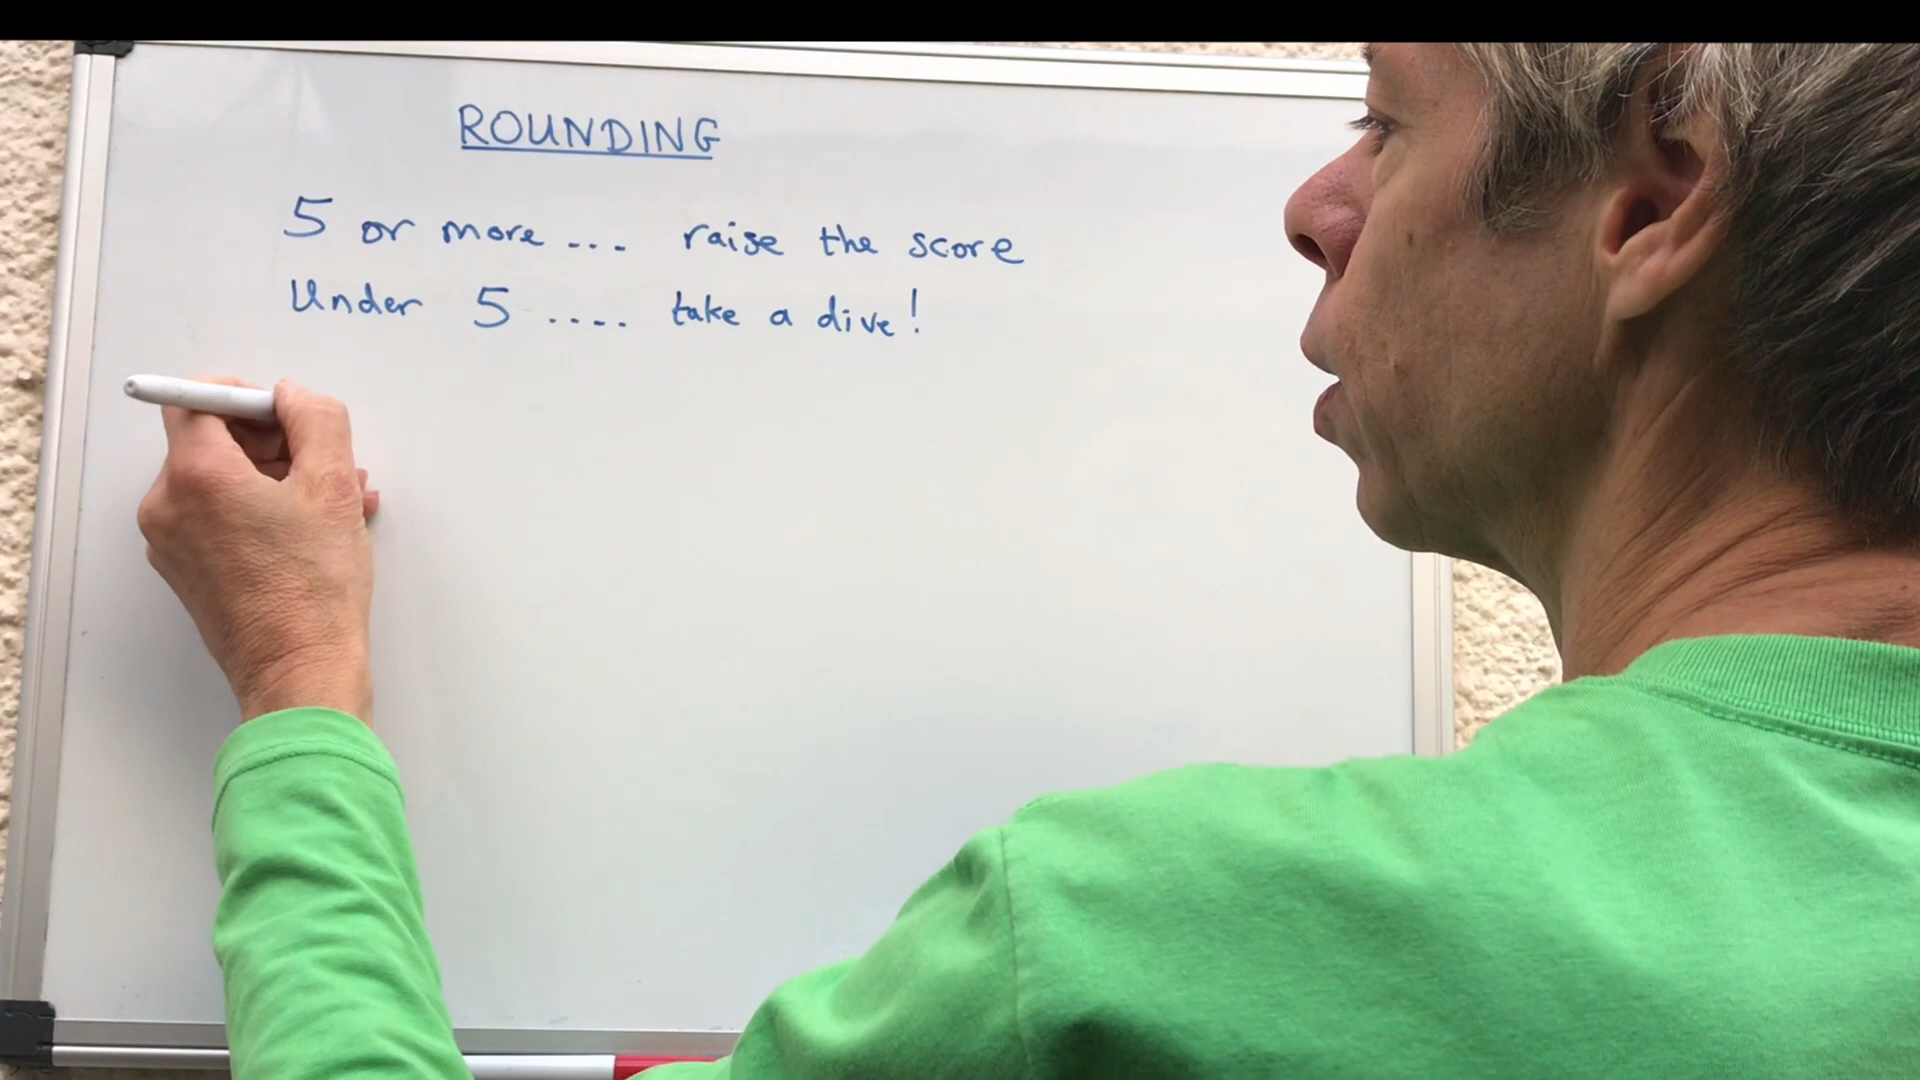 ROUNDING
5 or more ... raise the score
Under 5 .... take a dive!